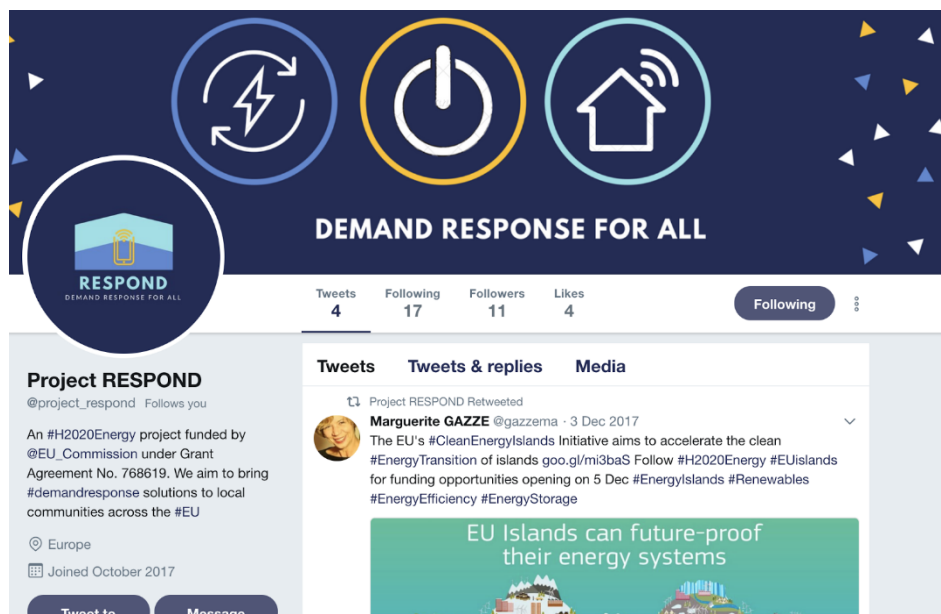 DEMAND RESPONSE FOR ALL
RESPOND
DEMAND RESPONSE FOR ALL
Tweets Following Followers Likes
4 17 11 4
Following
Project RESPOND
@project_respond Follows you
An #H2020Energy project funded by
@EU_Commission under Grant
Agreement No. 768619. We aim to bring
#demandresponse solutions to local
communities across the #EU
Europe
Joined October 2017
Tweet to Message
Tweets Tweets & replies Media
Project RESPOND Retweeted
Marguerite GAZZE @gazzema · 3 Dec 2017
The EU's #CleanEnergyIslands Initiative aims to accelerate the clean
#EnergyTransition of islands goo.gl/mi3baS Follow #H2020Energy #EUislands
for funding opportunities opening on 5 Dec #EnergyIslands #Renewables
#EnergyEfficiency #EnergyStorage
EU Islands can future-proof
their energy systems